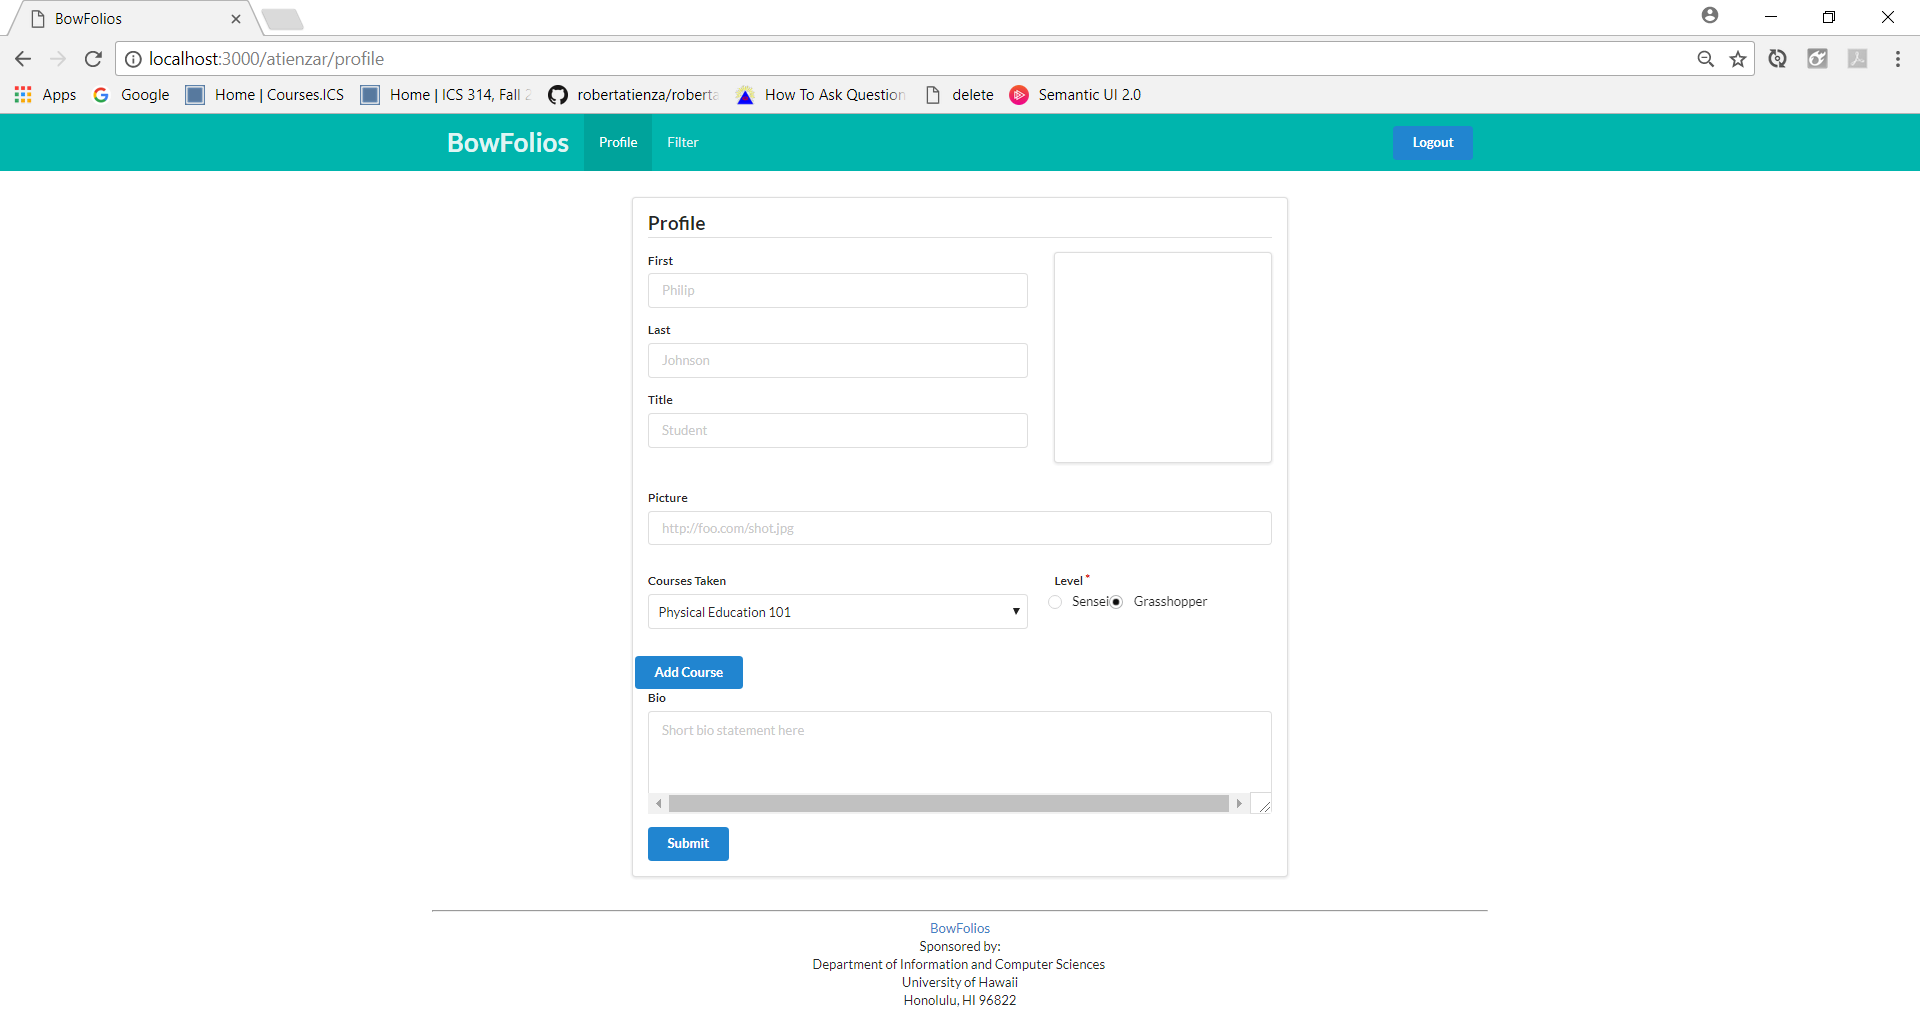 BowFolios
localhost:3000/atienzar/profile
Apps Google Home | Courses.ICS Home | ICS 314, Fall 2 robertatienza/roberta How To Ask Question delete Semantic UI 2.0
BowFolios Profile Filter Logout
Profile
First
Philip
Last
Johnson
Title
Student
Picture
http://foo.com/shot.jpg
Courses Taken Level *
Physical Education 101 Sensei Grasshopper
Add Course
Bio
Short bio statement here
Submit
BowFolios
Sponsored by:
Department of Information and Computer Sciences
University of Hawaii
Honolulu, HI 96822